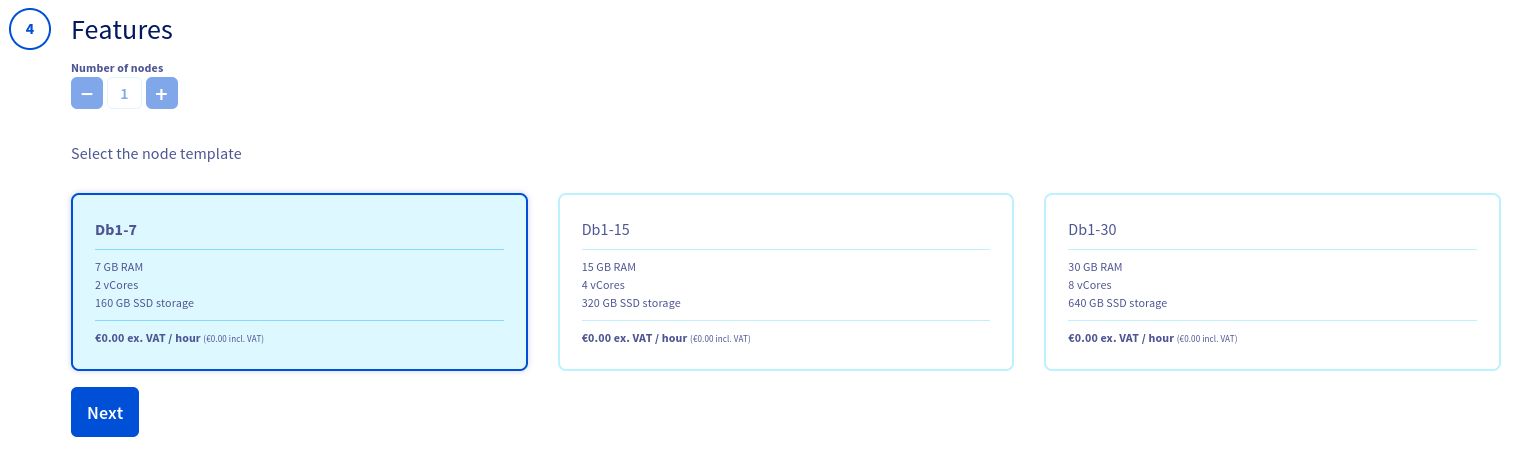 4
Features
Number of nodes
− 1 +
Select the node template
Db1-7
7 GB RAM
2 vCores
160 GB SSD storage
€0.00 ex. VAT / hour (€0.00 incl. VAT)
Db1-15
15 GB RAM
4 vCores
320 GB SSD storage
€0.00 ex. VAT / hour (€0.00 incl. VAT)
Db1-30
30 GB RAM
8 vCores
640 GB SSD storage
€0.00 ex. VAT / hour (€0.00 incl. VAT)
Next